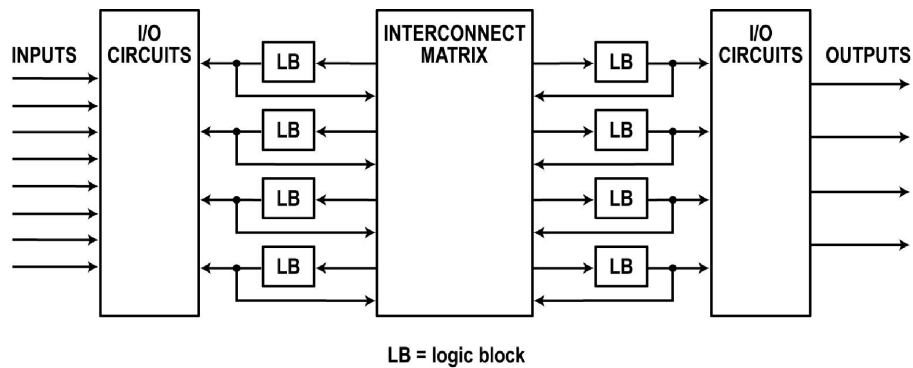 INPUTS
I/O
CIRCUITS
LB
LB
LB
LB
INTERCONNECT
MATRIX
LB
LB
LB
LB
I/O
CIRCUITS
OUTPUTS
LB = logic block